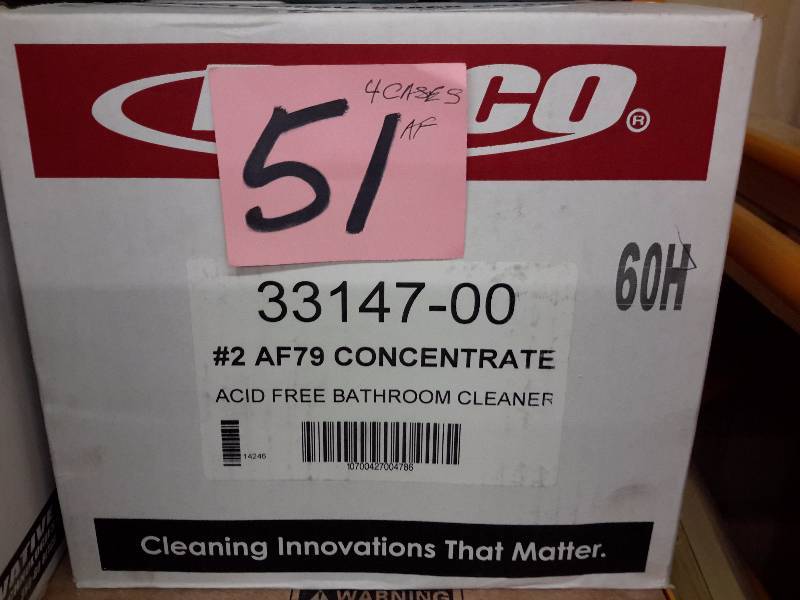 4 CASES
CO®
AF
51
60H
33147-00
#2 AF79 CONCENTRATE
ACID FREE BATHROOM CLEANER
14246
10700427004786
Cleaning Innovations That Matter.
WARNING